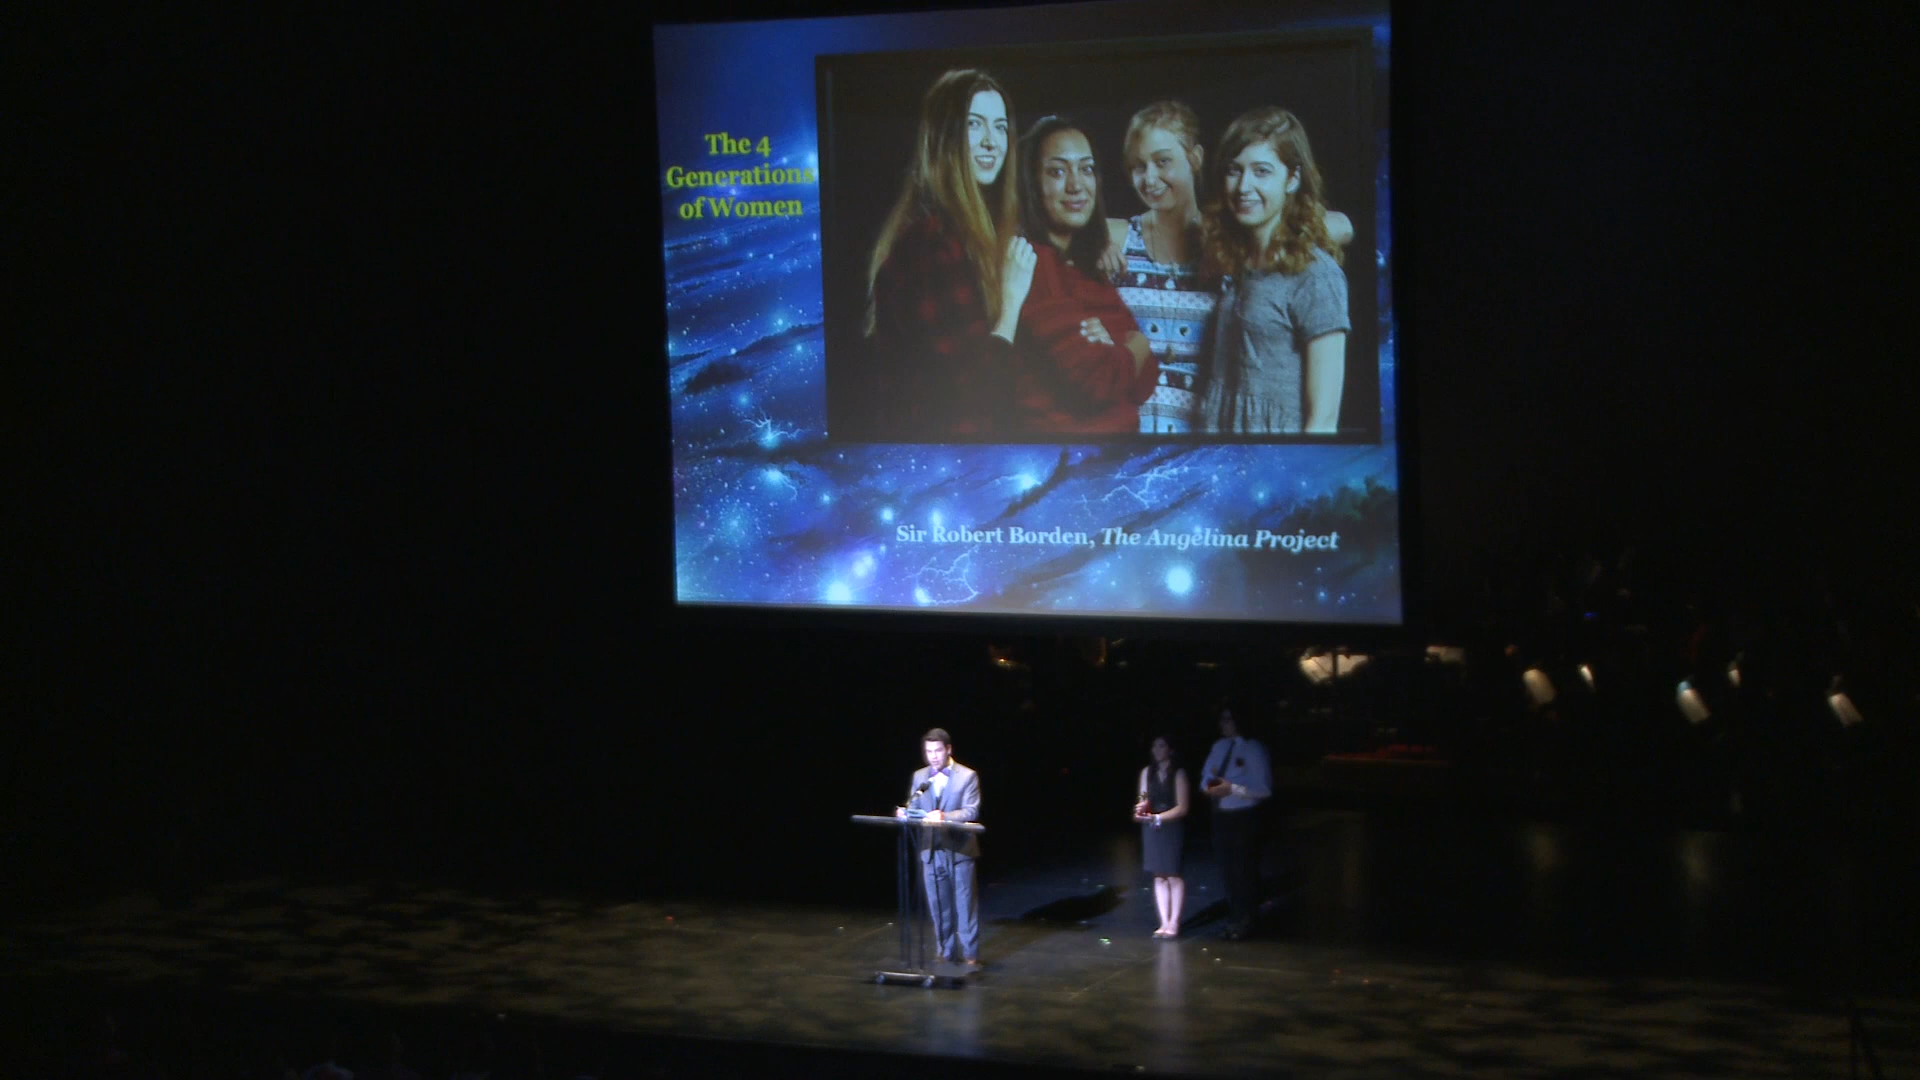 The 4
Generations
of Women
Sir Robert Borden, The Angelina Project